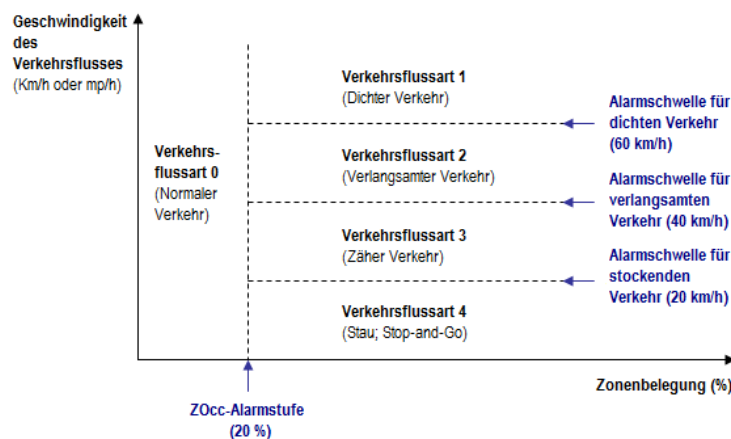 Geschwindigkeit
des
Verkehrsflusses
(Km/h oder mp/h)
Verkehrsflussart 1
(Dichter Verkehr)
Alarmschwelle für
dichten Verkehr
(60 km/h)
Verkehrs-
flussart 0
(Normaler
Verkehr)
Verkehrsflussart 2
(Verlangsamter Verkehr)
Alarmschwelle für
verlangsamten
Verkehr (40 km/h)
Verkehrsflussart 3
(Zäher Verkehr)
Alarmschwelle für
stockenden
Verkehr (20 km/h)
Verkehrsflussart 4
(Stau; Stop-and-Go)
Zonenbelegung (%)
ZOcc-Alarmstufe
(20 %)